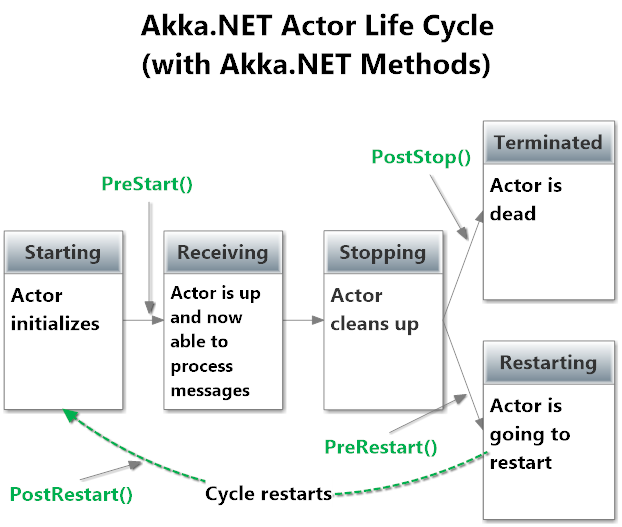 Akka.NET Actor Life Cycle
(with Akka.NET Methods)
PreStart()
PostStop()
Starting
Actor
initializes
Receiving
Actor is up
and now
able to
process
messages
Stopping
Actor
cleans up
Terminated
Actor is
dead
Restarting
Actor is
going to
restart
PreRestart()
PostRestart()
Cycle restarts